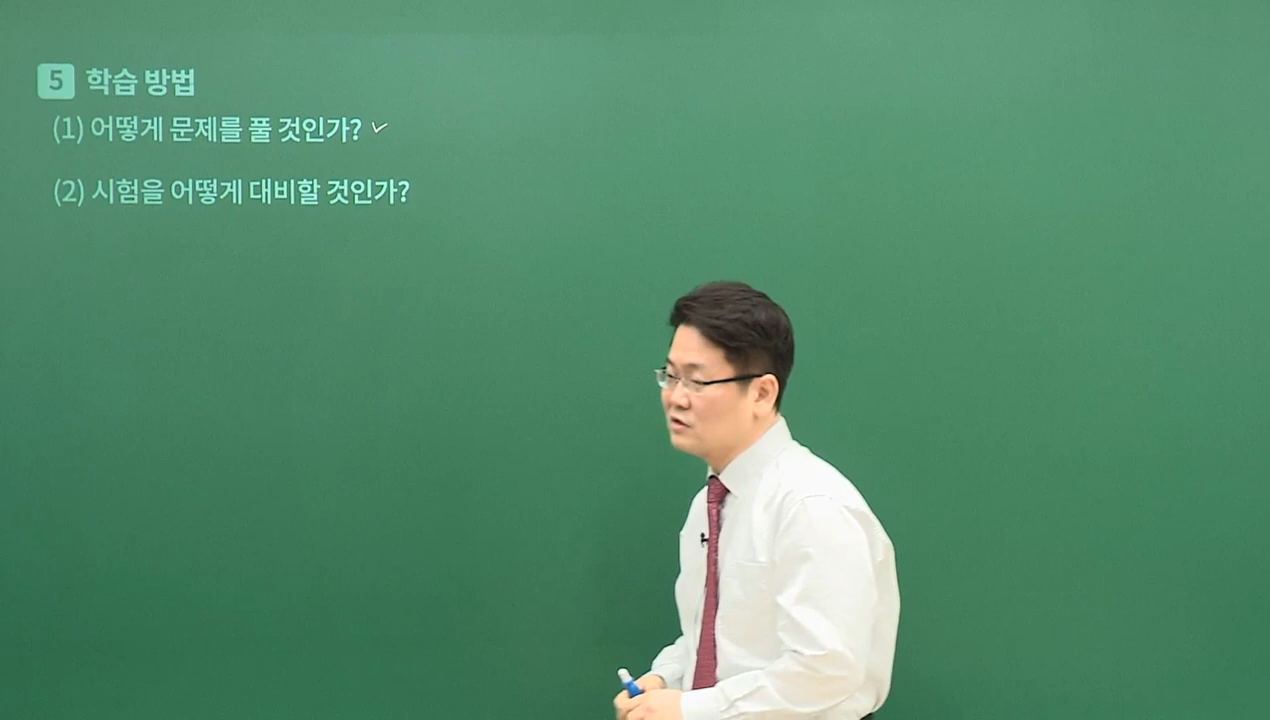 5 학습 방법
(1) 어떻게 문제를 풀 것인가? ✓
(2) 시험을 어떻게 대비할 것인가?